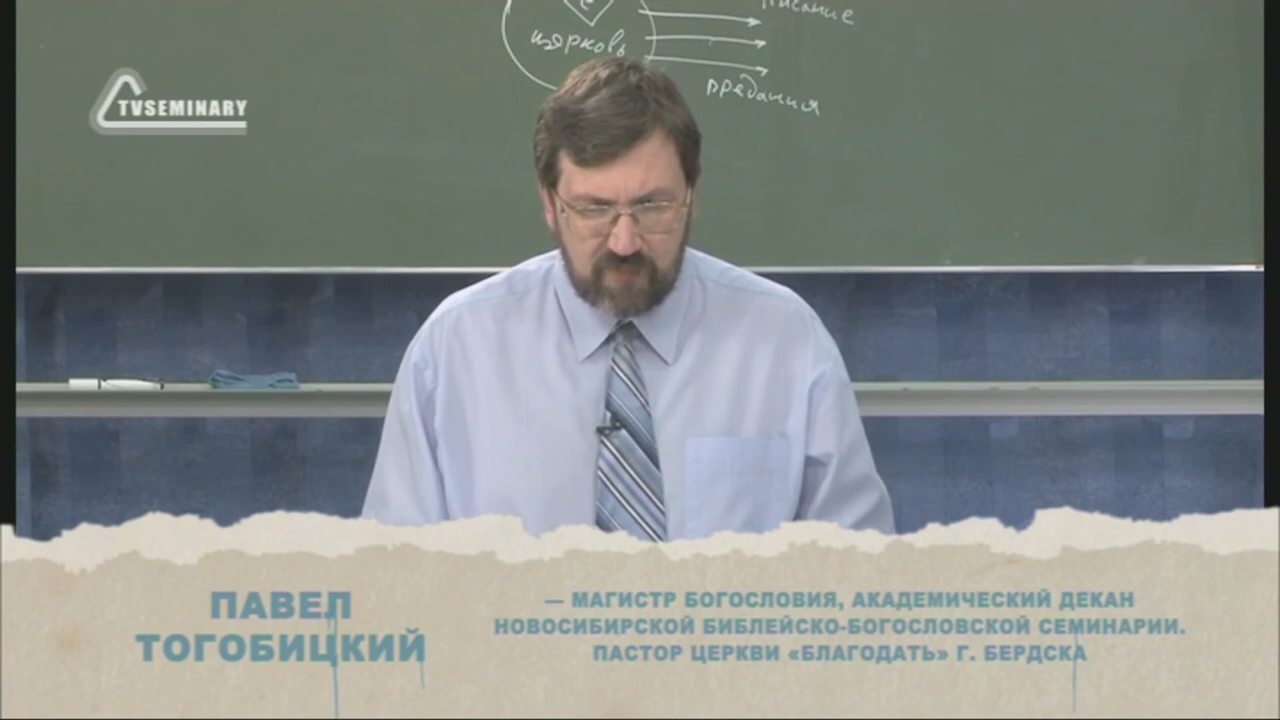 писание
церковь
предания
TVSEMINARY
ПАВЕЛ
ТОГОБИЦКИЙ
— МАГИСТР БОГОСЛОВИЯ, АКАДЕМИЧЕСКИЙ ДЕКАН
НОВОСИБИРСКОЙ БИБЛЕЙСКО-БОГОСЛОВСКОЙ СЕМИНАРИИ.
ПАСТОР ЦЕРКВИ «БЛАГОДАТЬ» Г. БЕРДСКА